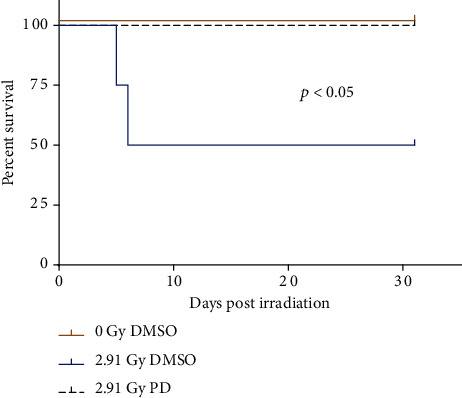 Percent survival
100
75
50
25
0
p < 0.05
0 10 20 30
Days post irradiation
0 Gy DMSO
2.91 Gy DMSO
2.91 Gy PD